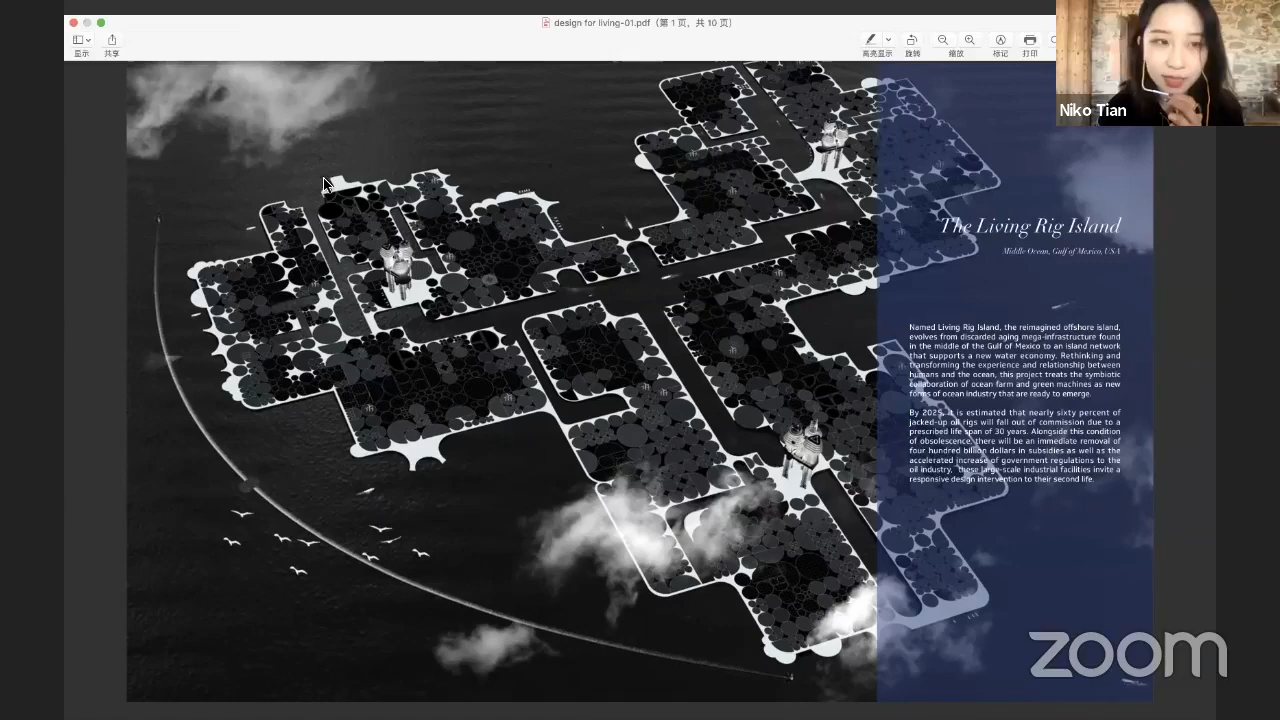 design for living-01.pdf（第 1 页，共 10 页）
显示
共享
高亮显示
旋转
缩放
标记
打印
Niko Tian
The Living Rig Island
Middle Ocean, Gulf of Mexico, USA
Named Living Rig Island, the reimagined offshore island,
evolves from discarded aging mega-infrastructure found
in the middle of the Gulf of Mexico to an island network
that supports a new water economy. Rethinking and
transforming the experience and relationship between
humans and the ocean, this project treats the symbiotic
collaboration of ocean farm and green machines as new
forms of ocean industry that are ready to emerge.
By 2025, it is estimated that nearly sixty percent of
jacked-up oil rigs will fall out of commission due to a
prescribed life span of 30 years. Alongside this condition
of obsolescence, there will be an immediate removal of
four hundred billion dollars in subsidies as well as the
accelerated increase of government regulations to the
oil industry, these large-scale industrial facilities invite a
responsive design intervention to their second life.
zoom